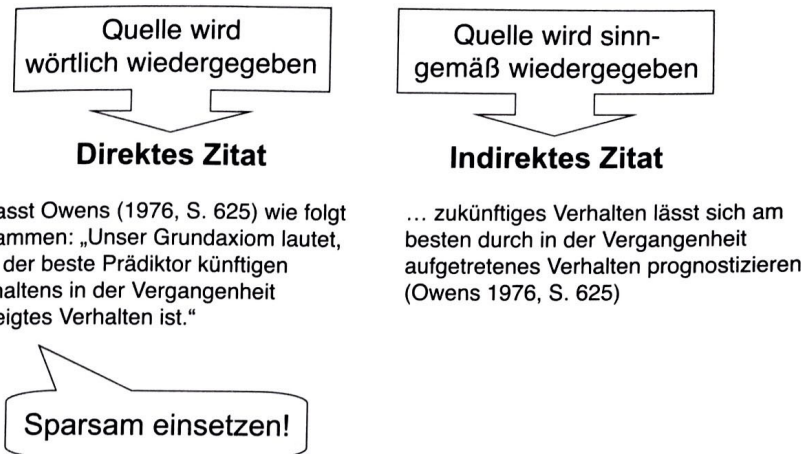 Quelle wird
wörtlich wiedergegeben
Quelle wird sinn-
gemäß wiedergegeben
Direktes Zitat
Indirektes Zitat
Owens (1976, S. 625) wie folgt
„Unser Grundaxiom lautet,
der beste Prädiktor künftigen
in der Vergangenheit
Verhalten ist.“
… zukünftiges Verhalten lässt sich am
besten durch in der Vergangenheit
aufgetretenes Verhalten prognostizieren
(Owens 1976, S. 625)
Sparsam einsetzen!